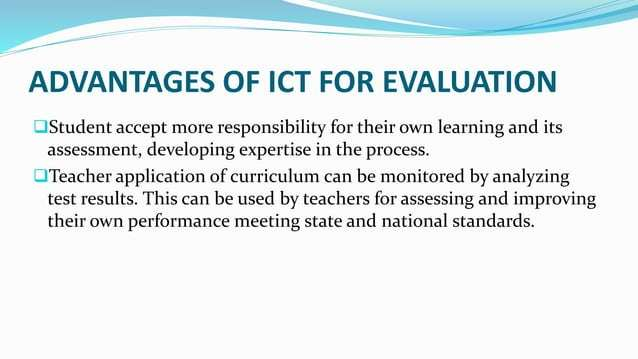 ADVANTAGES OF ICT FOR EVALUATION
❑Student accept more responsibility for their own learning and its
assessment, developing expertise in the process.
❑Teacher application of curriculum can be monitored by analyzing
test results. This can be used by teachers for assessing and improving
their own performance meeting state and national standards.